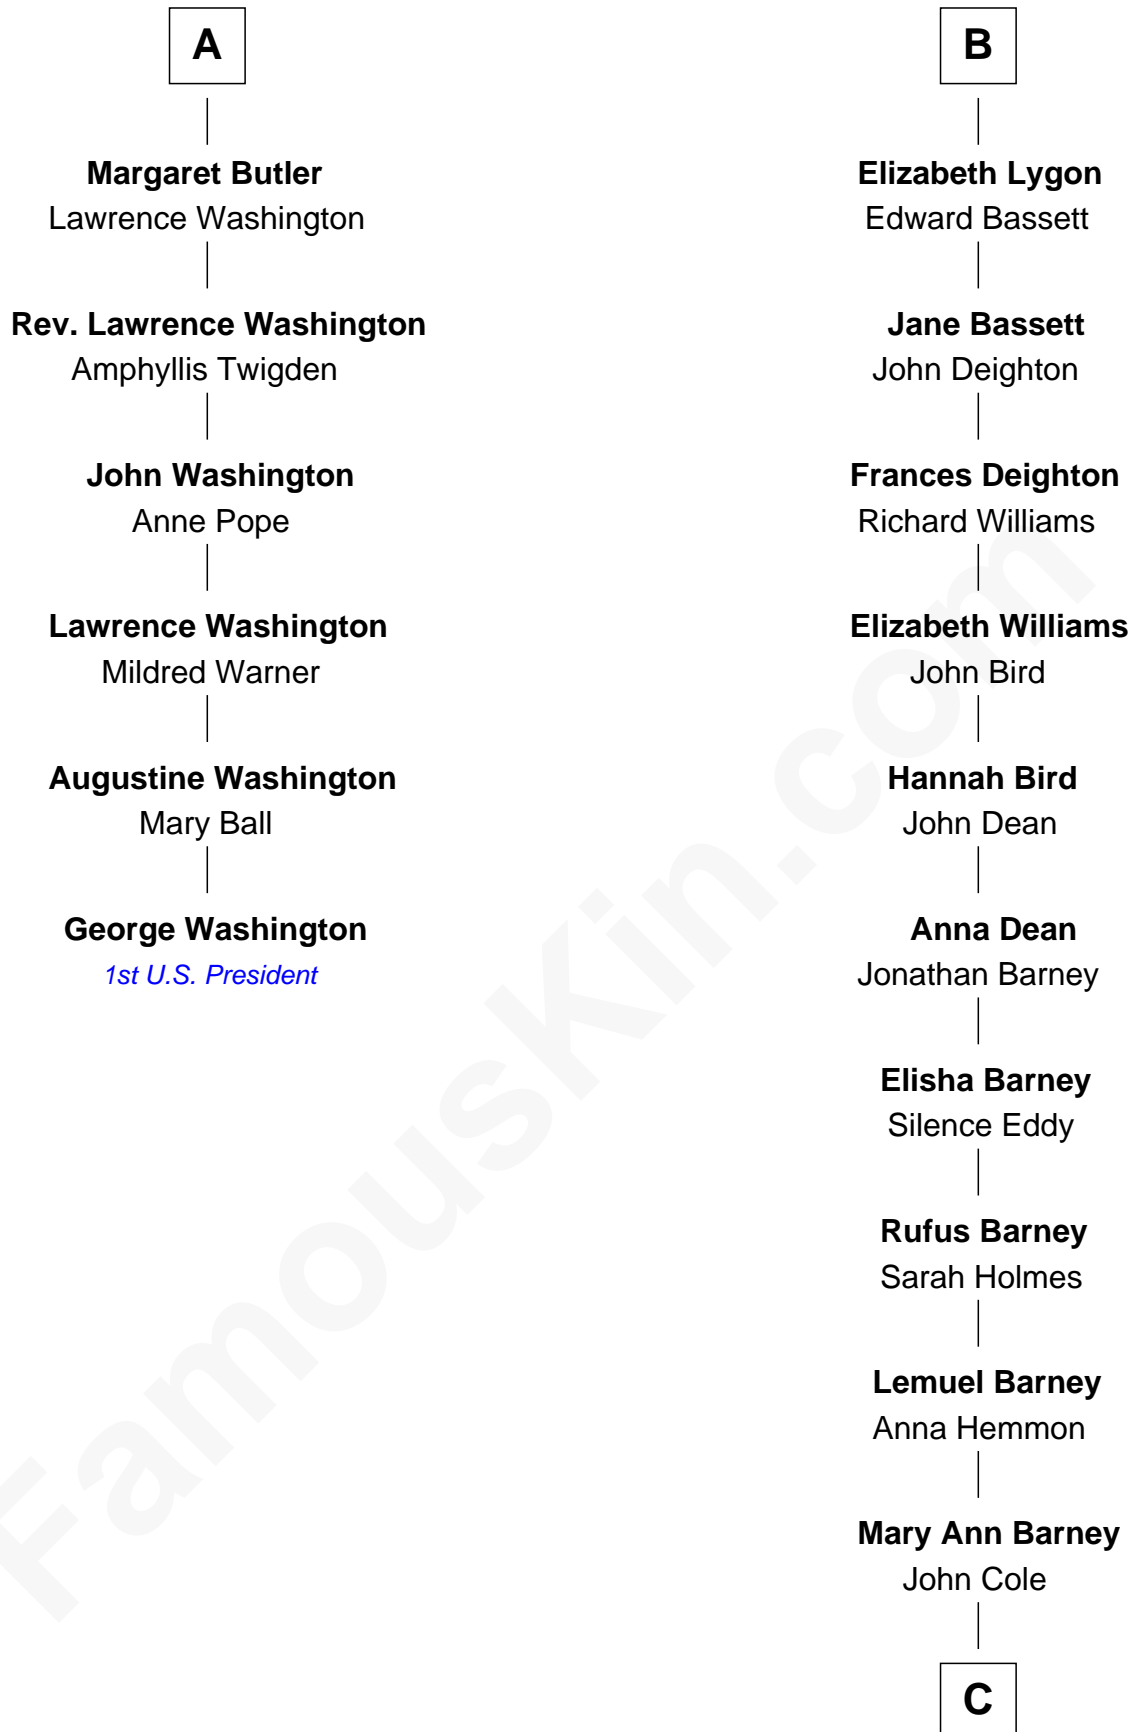 A
Margaret Butler
Lawrence Washington
Rev. Lawrence Washington
Amphyllis Twigden
John Washington
Anne Pope
Lawrence Washington
Mildred Warner
Augustine Washington
Mary Ball
George Washington
1st U.S. President
B
Elizabeth Lygon
Edward Bassett
Jane Bassett
John Deighton
Frances Deighton
Richard Williams
Elizabeth Williams
John Bird
Hannah Bird
John Dean
Anna Dean
Jonathan Barney
Elisha Barney
Silence Eddy
Rufus Barney
Sarah Holmes
Lemuel Barney
Anna Hemmon
Mary Ann Barney
John Cole
C
FamousKin.com